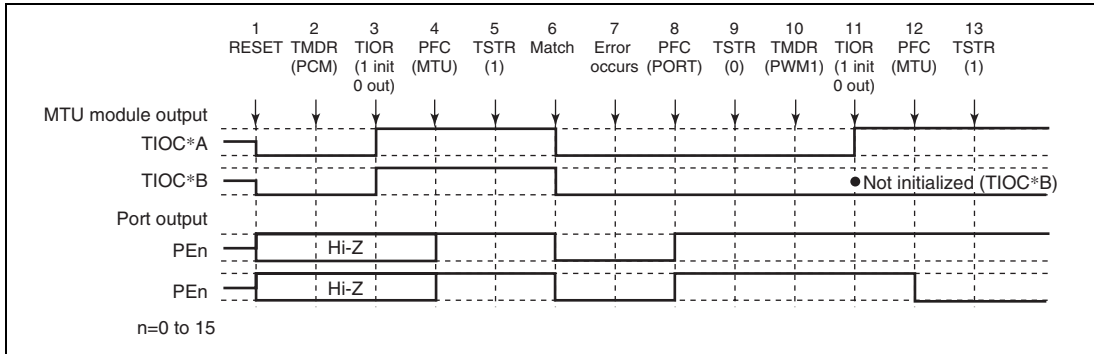 1 2 3 4 5 6 7 8 9 10 11 12 13
RESET TMDR TIOR PFC TSTR Match Error PFC TSTR TMDR TIOR PFC TSTR
(PCM) (1 init (MTU) (1) occurs (PORT) (0) (PWM1) (1 init (MTU) (1)
0 out) 0 out)
MTU module output
TIOC*A
TIOC*B
●Not initialized (TIOC*B)
Port output
PEn
Hi-Z
PEn
Hi-Z
n=0 to 15